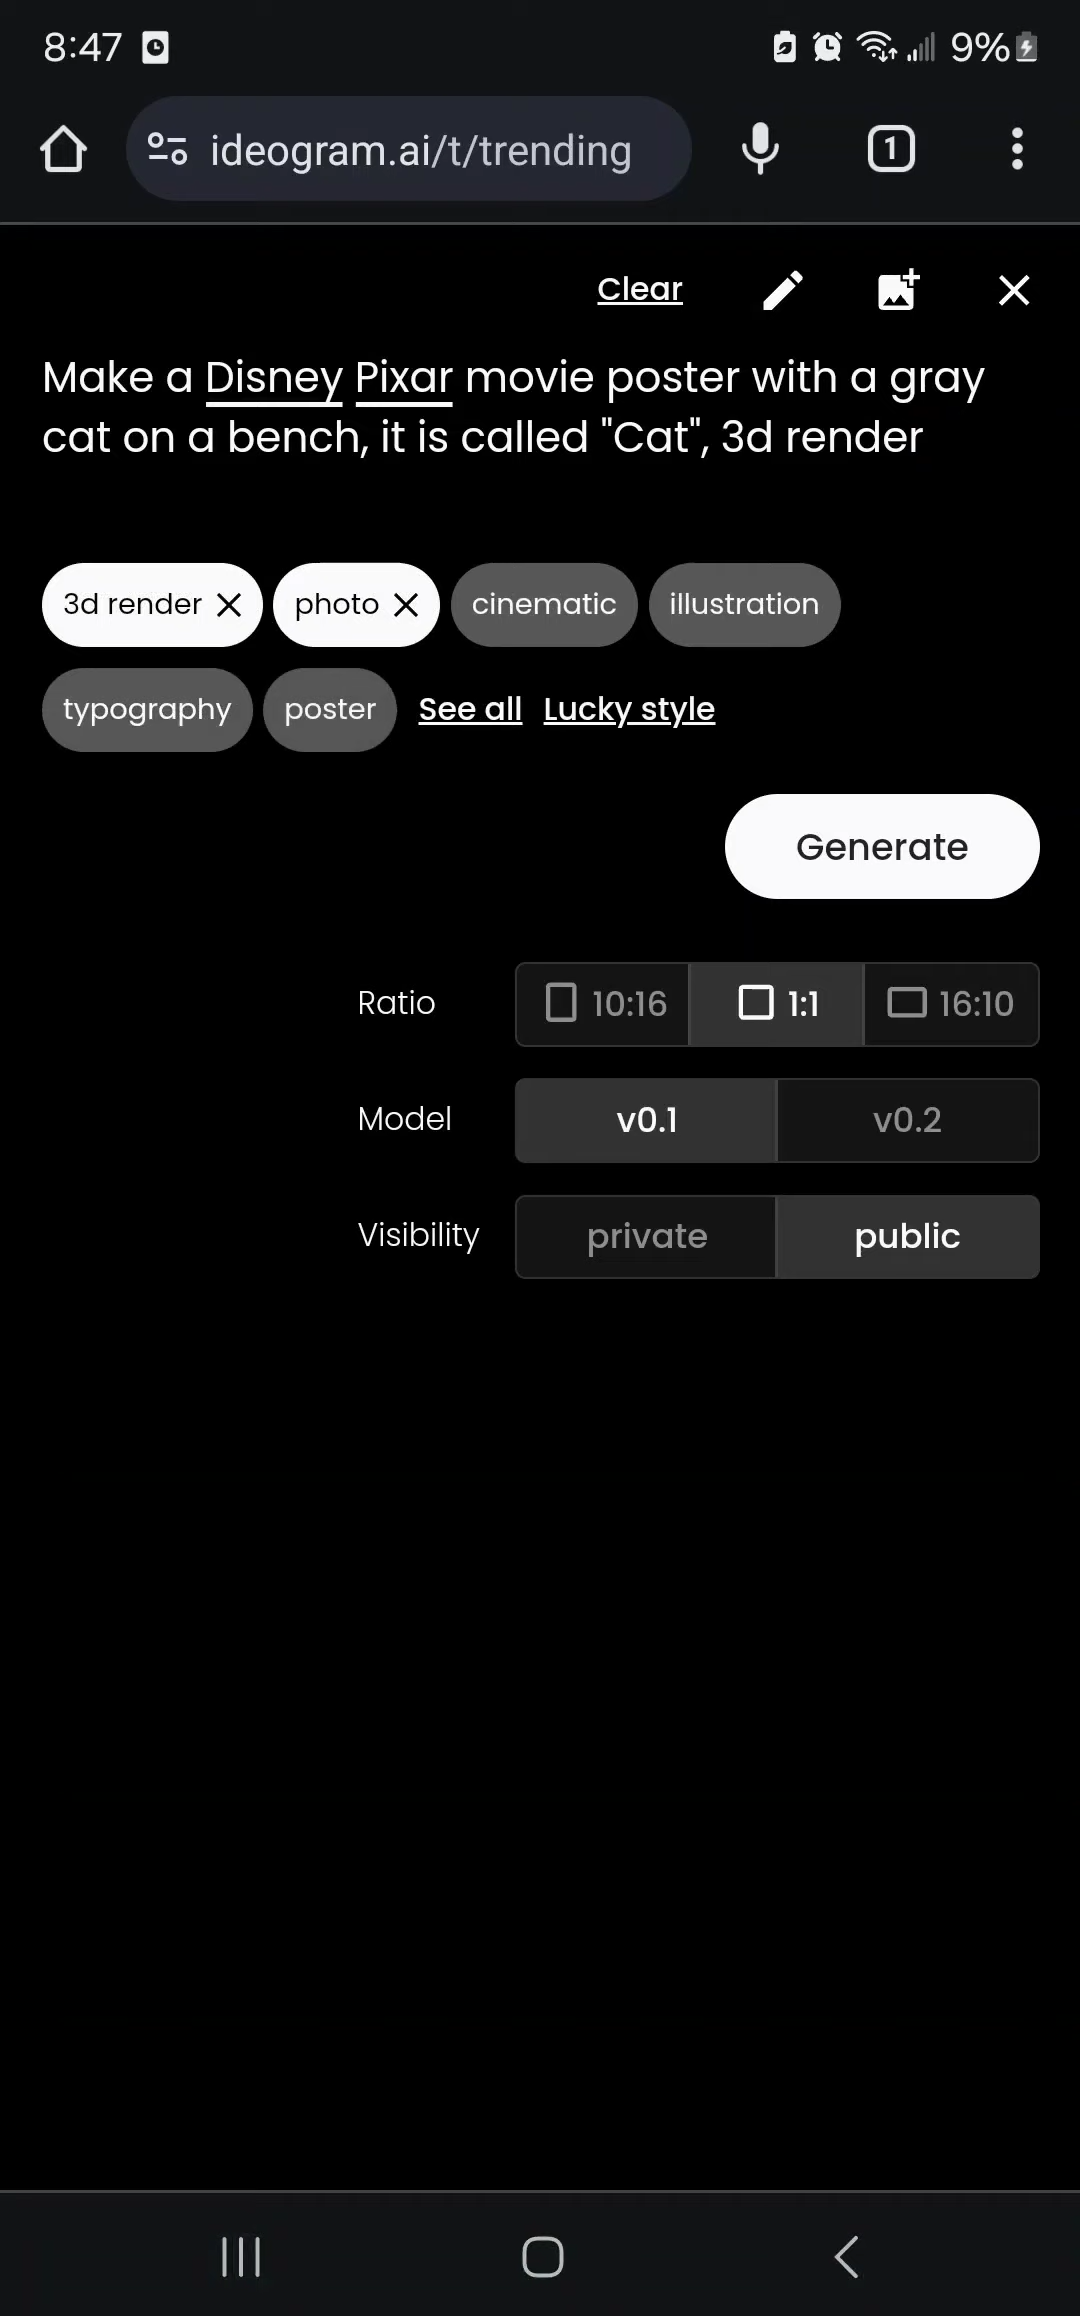 8:47 9%
ideogram.ai/t/trending
1
Clear
Make a Disney Pixar movie poster with a gray
cat on a bench, it is called "Cat", 3d render
3d render photo cinematic illustration
typography poster See all Lucky style
Generate
Ratio 10:16 1:1 16:10
Model v0.1 v0.2
Visibility private public